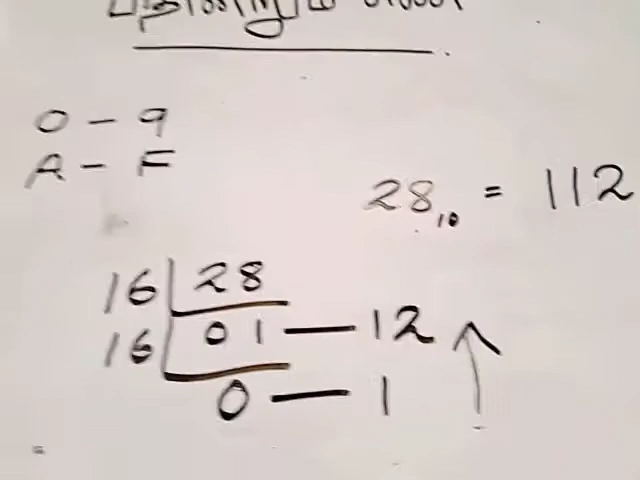 0 - 9
A - F
28₁₀ = 112
16 | 28
16 | 01 — 12
0 — 1